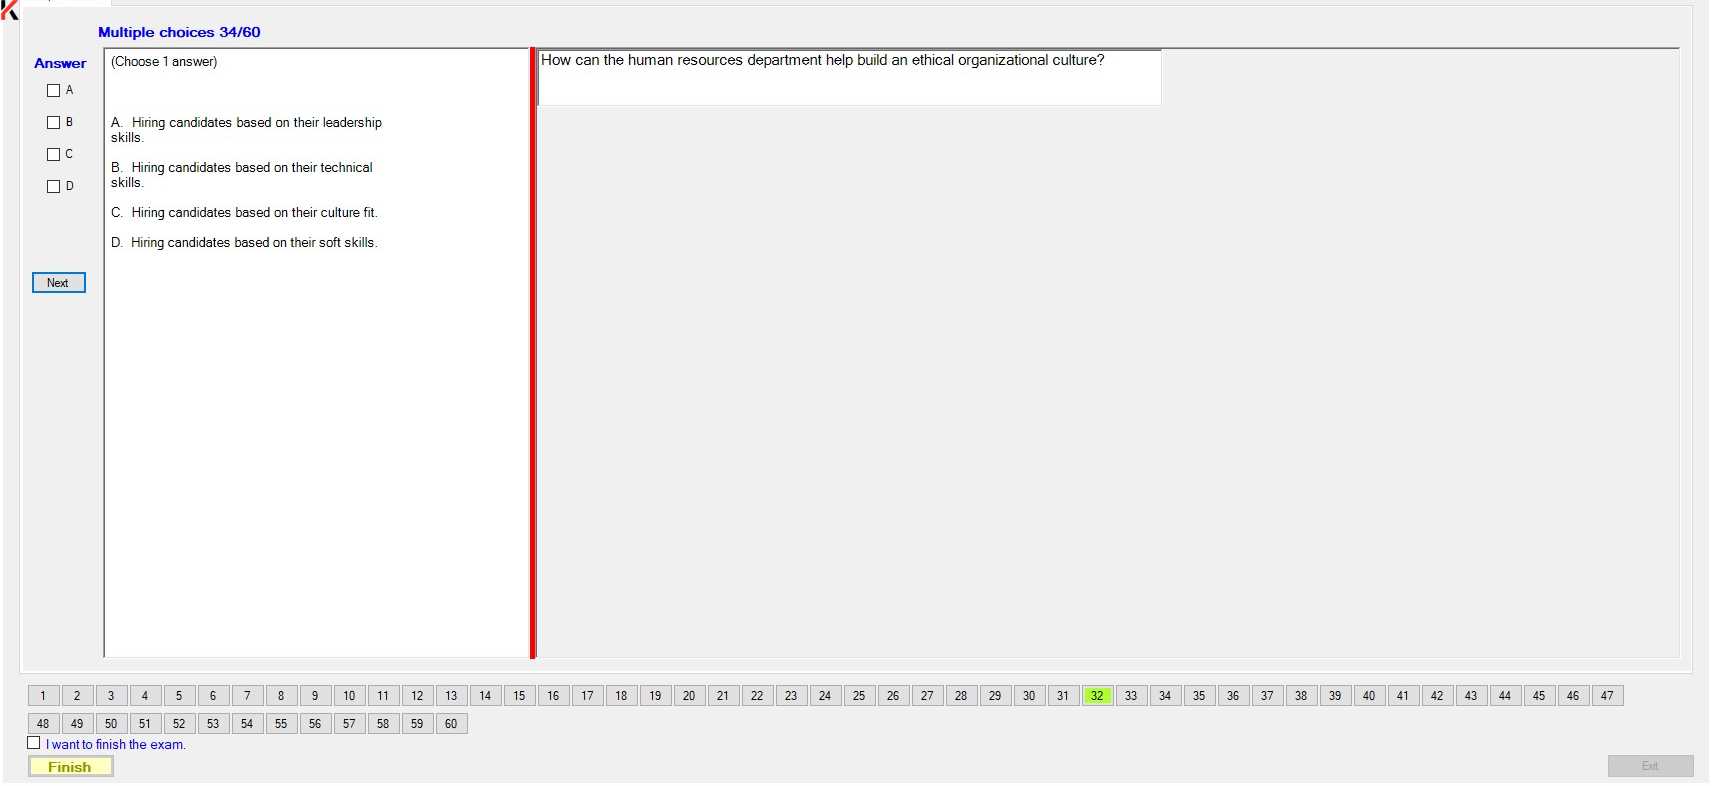 Multiple choices 34/60
Answer
(Choose 1 answer)
How can the human resources department help build an ethical organizational culture?
A
B
C
D
A. Hiring candidates based on their leadership
skills.
B. Hiring candidates based on their technical
skills.
C. Hiring candidates based on their culture fit.
D. Hiring candidates based on their soft skills.
Next
1 2 3 4 5 6 7 8 9 10 11 12 13 14 15 16 17 18 19 20 21 22 23 24 25 26 27 28 29 30 31 32 33 34 35 36 37 38 39 40 41 42 43 44 45 46 47
48 49 50 51 52 53 54 55 56 57 58 59 60
I want to finish the exam.
Finish
Exit